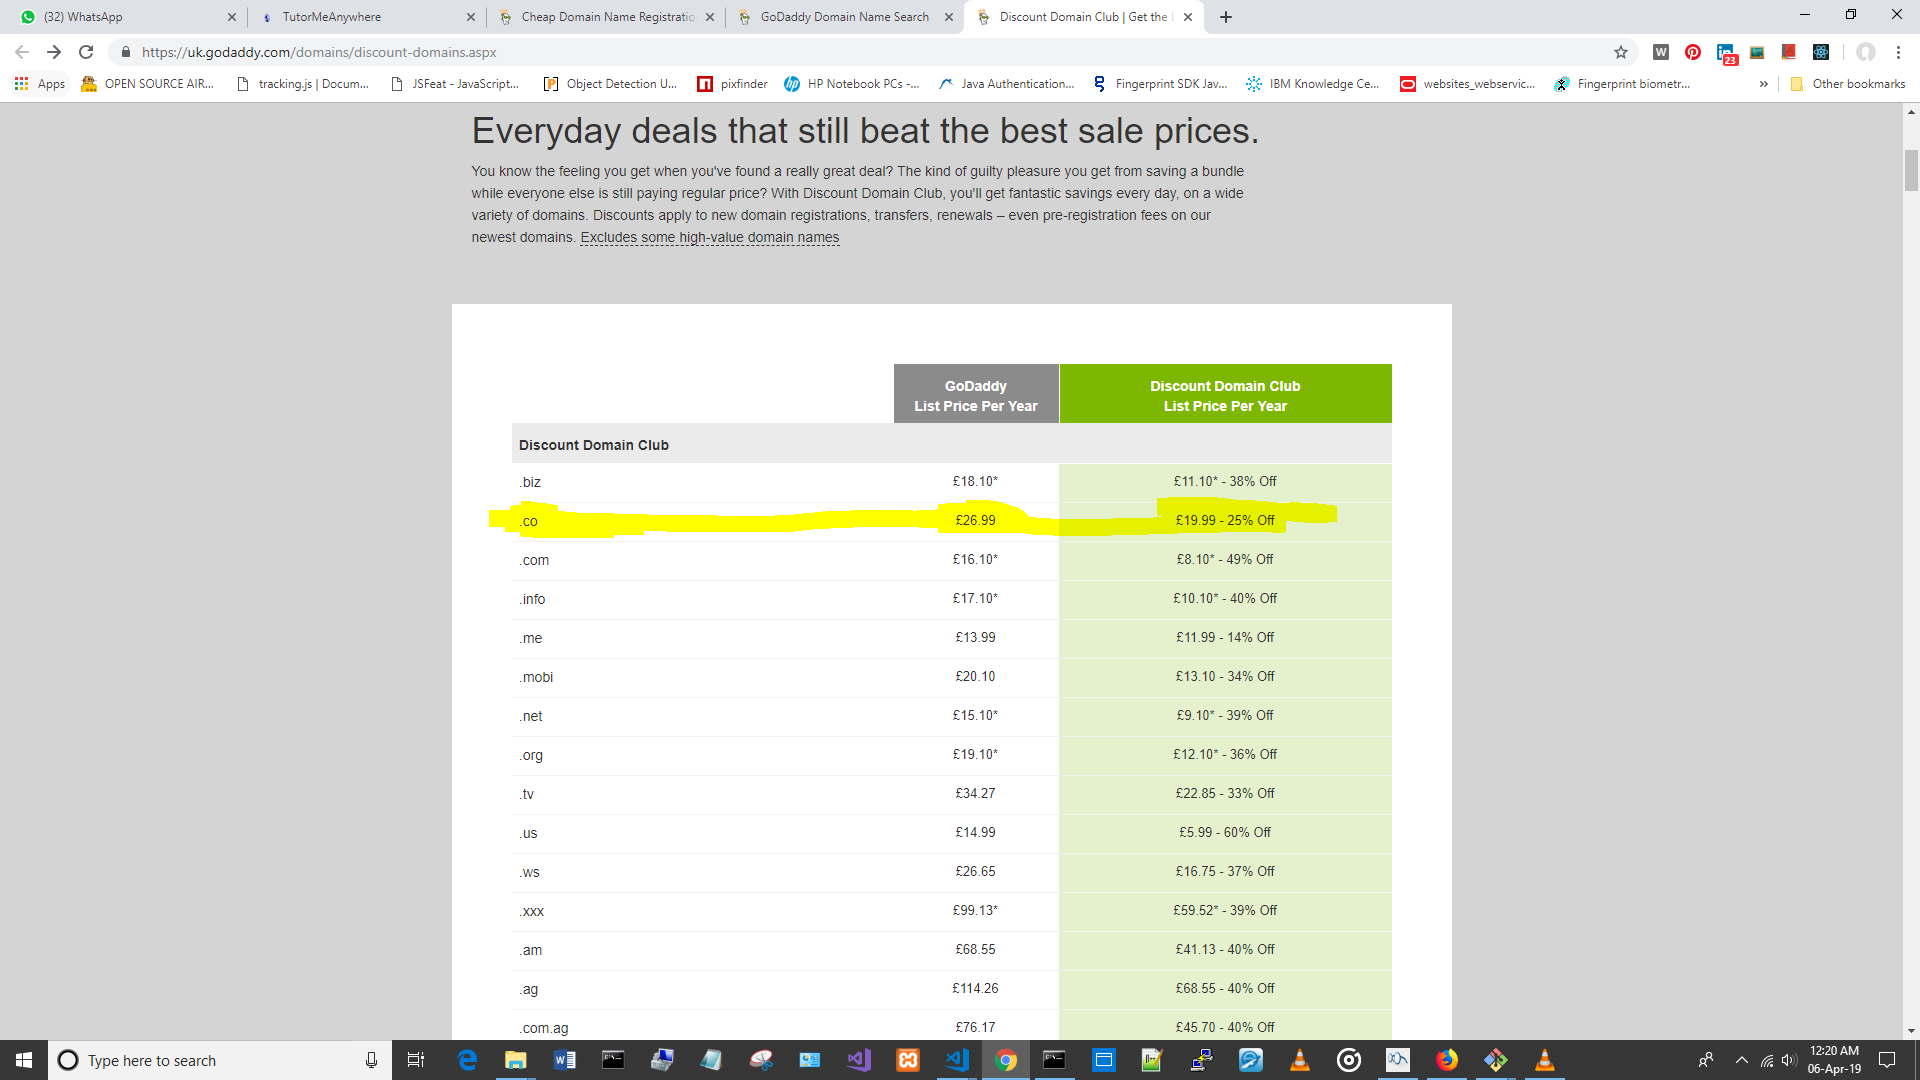 (32) WhatsApp
TutorMeAnywhere
Cheap Domain Name Registratio
GoDaddy Domain Name Search
Discount Domain Club | Get the
https://uk.godaddy.com/domains/discount-domains.aspx
23
Apps
OPEN SOURCE AIR...
tracking.js | Docum...
JSFeat - JavaScript...
Object Detection U...
pixfinder
HP Notebook PCs -...
Java Authentication...
Fingerprint SDK Jav...
IBM Knowledge Ce...
websites_webservic...
Fingerprint biometr...
»
Other bookmarks
Everyday deals that still beat the best sale prices.
You know the feeling you get when you've found a really great deal? The kind of guilty pleasure you get from saving a bundle
while everyone else is still paying regular price? With Discount Domain Club, you'll get fantastic savings every day, on a wide
variety of domains. Discounts apply to new domain registrations, transfers, renewals – even pre-registration fees on our
newest domains. Excludes some high-value domain names
GoDaddy
List Price Per Year
Discount Domain Club
List Price Per Year
Discount Domain Club
.biz £18.10* £11.10* - 38% Off
.co £26.99 £19.99 - 25% Off
.com £16.10* £8.10* - 49% Off
.info £17.10* £10.10* - 40% Off
.me £13.99 £11.99 - 14% Off
.mobi £20.10 £13.10 - 34% Off
.net £15.10* £9.10* - 39% Off
.org £19.10* £12.10* - 36% Off
.tv £34.27 £22.85 - 33% Off
.us £14.99 £5.99 - 60% Off
.ws £26.65 £16.75 - 37% Off
.xxx £99.13* £59.52* - 39% Off
.am £68.55 £41.13 - 40% Off
.ag £114.26 £68.55 - 40% Off
.com.ag £76.17 £45.70 - 40% Off
Type here to search
12:20 AM
06-Apr-19